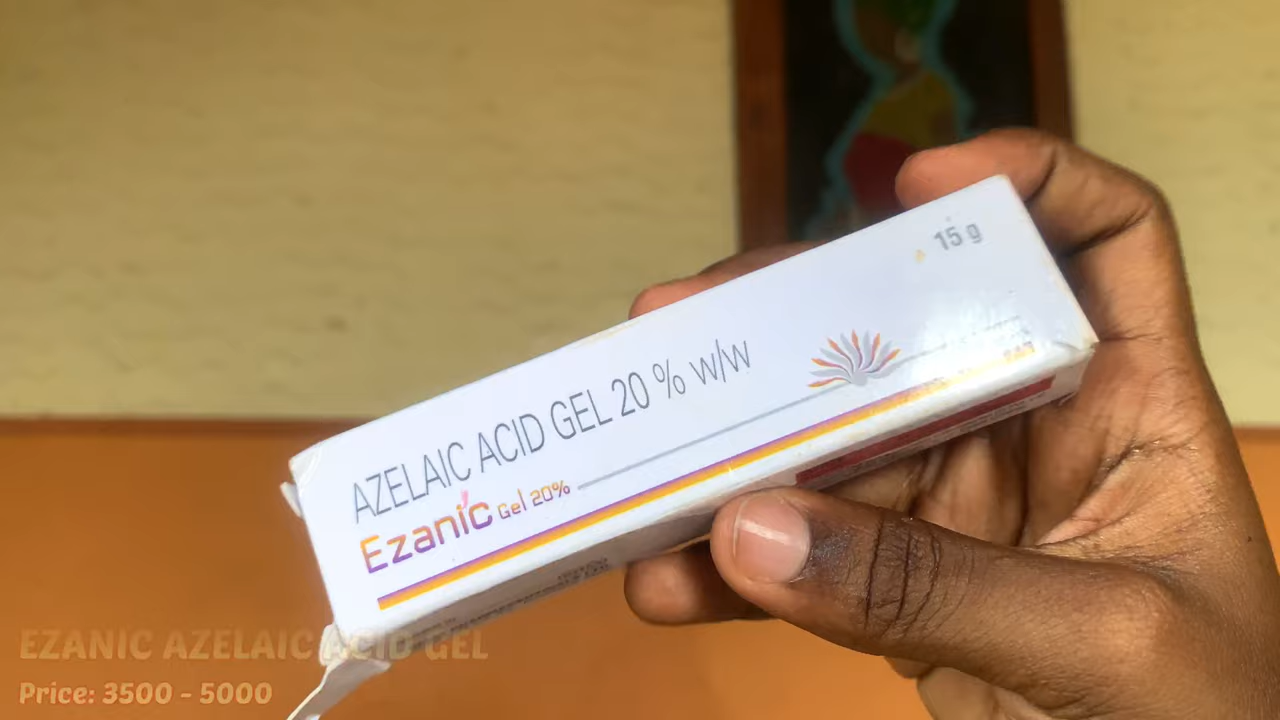 15 g
AZELAIC ACID GEL 20 % w/w
Ezanic Gel 20%
EZANIC AZELAIC ACID GEL
Price: 3500 - 5000